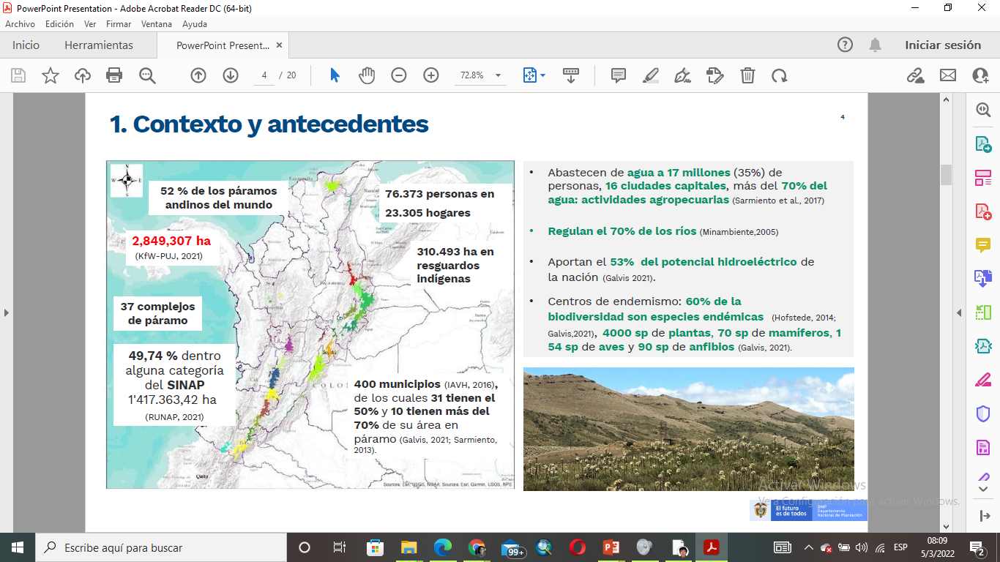 PowerPoint Presentation - Adobe Acrobat Reader DC (64-bit)
Archivo Edición Ver Firmar Ventana Ayuda
Inicio Herramientas PowerPoint Present... × Iniciar sesión
4 / 20 72.8%
1. Contexto y antecedentes
4
N
W E
S
52 % de los páramos
andinos del mundo
76.373 personas en
23.305 hogares
2,849,307 ha
(KfW-PUJ, 2021)
310.493 ha en
resguardos
indígenas
37 complejos
de páramo
49,74 % dentro
alguna categoría
del SINAP
1'417.363,42 ha
(RUNAP, 2021)
400 municipios (IAVH, 2016),
de los cuales 31 tienen el
50% y 10 tienen más del
70% de su área en
páramo (Galvis, 2021; Sarmiento,
2013).
Quito
Sources: Esri, USGS, NOAA; Sources: Esri, Garmin, USGS, NPS
• Abastecen de agua a 17 millones (35%) de
personas, 16 ciudades capitales, más del 70% del
agua: actividades agropecuarias (Sarmiento et al., 2017)
• Regulan el 70% de los ríos (Minambiente,2005)
• Aportan el 53% del potencial hidroeléctrico de
la nación (Galvis 2021).
• Centros de endemismo: 60% de la
biodiversidad son especies endémicas (Hofstede, 2014;
Galvis,2021), 4000 sp de plantas, 70 sp de mamíferos, 1
54 sp de aves y 90 sp de anfibios (Galvis, 2021).
Activar Windows
Ve a Configuración para activar Windows.
El futuro
es de todos
DNP
Departamento
Nacional de Planeación
Escribe aquí para buscar
99+
ESP
08:09
5/3/2022
2